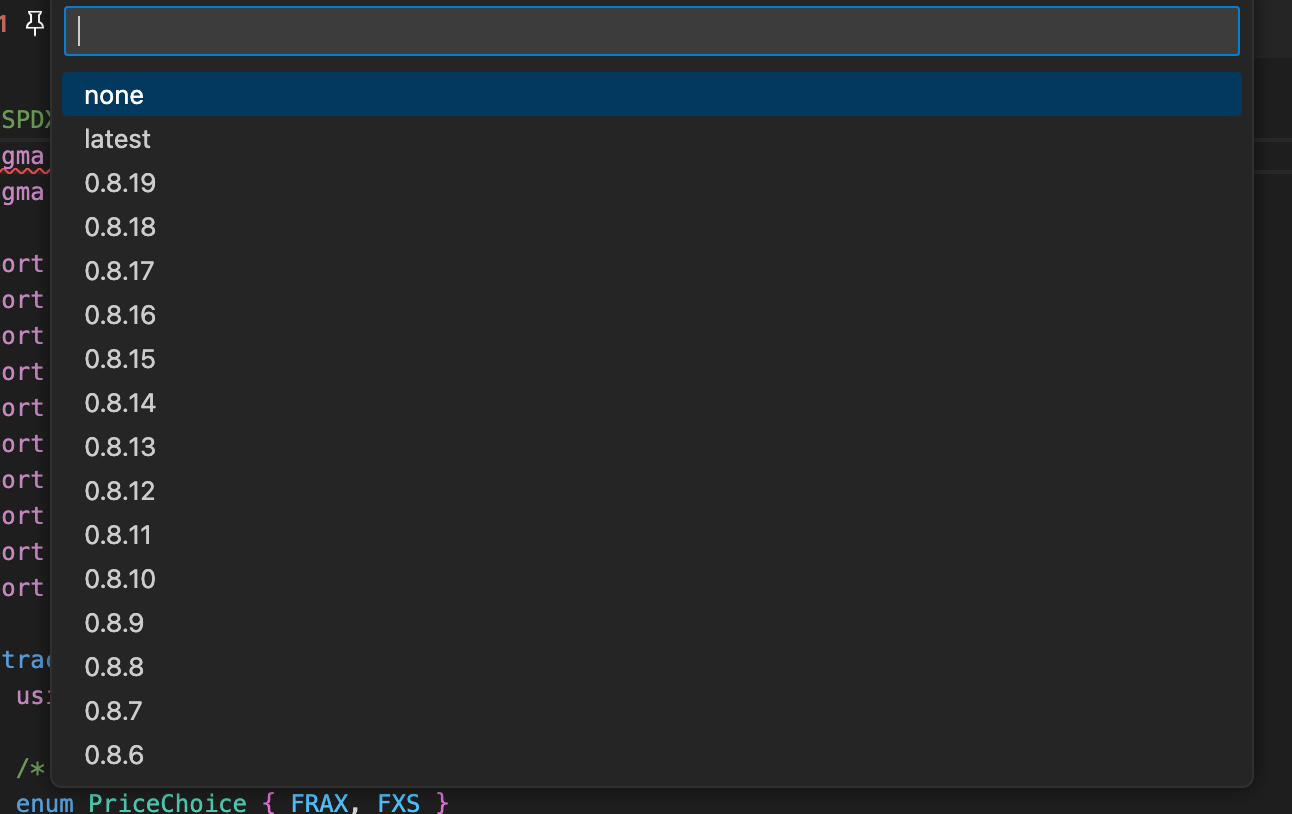 1
none
SPDX
latest
gma
0.8.19
gma
0.8.18
ort
0.8.17
ort
0.8.16
ort
0.8.15
ort
0.8.14
ort
0.8.13
ort
0.8.12
ort
0.8.11
ort
0.8.10
ort
0.8.9
ort
trac
0.8.8
usi
0.8.7
/*
0.8.6
enum PriceChoice { FRAX, FXS }